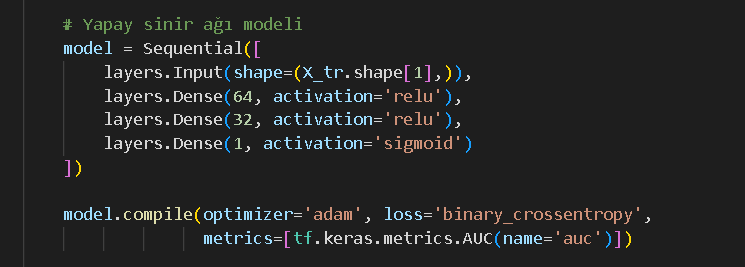 # Yapay sinir ağı modeli
model = Sequential([
    layers.Input(shape=(X_tr.shape[1],)),
    layers.Dense(64, activation='relu'),
    layers.Dense(32, activation='relu'),
    layers.Dense(1, activation='sigmoid')
])
model.compile(optimizer='adam', loss='binary_crossentropy',
              metrics=[tf.keras.metrics.AUC(name='auc')])